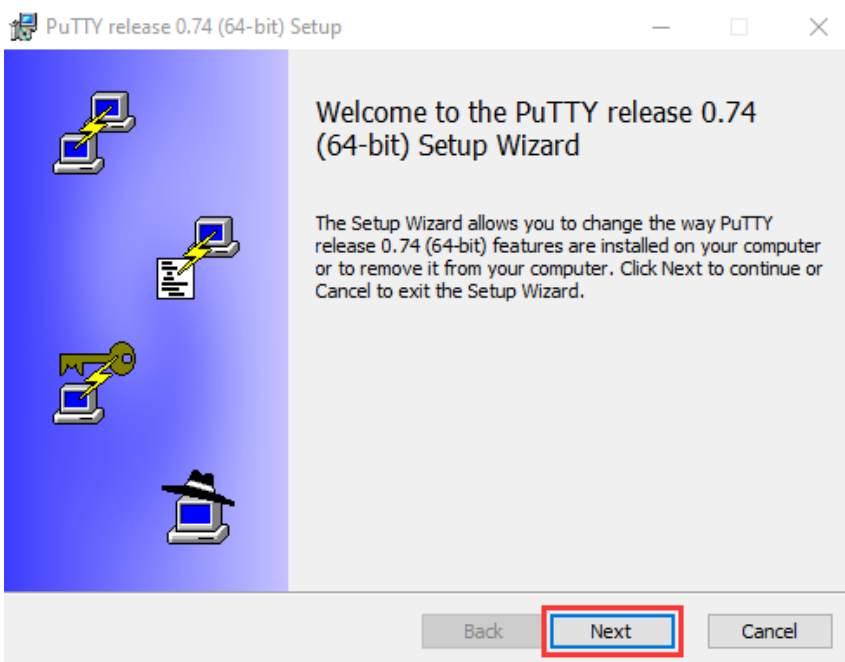 PuTTY release 0.74 (64-bit) Setup
Welcome to the PuTTY release 0.74
(64-bit) Setup Wizard
The Setup Wizard allows you to change the way PuTTY
release 0.74 (64-bit) features are installed on your computer
or to remove it from your computer. Click Next to continue or
Cancel to exit the Setup Wizard.
Back
Next
Cancel